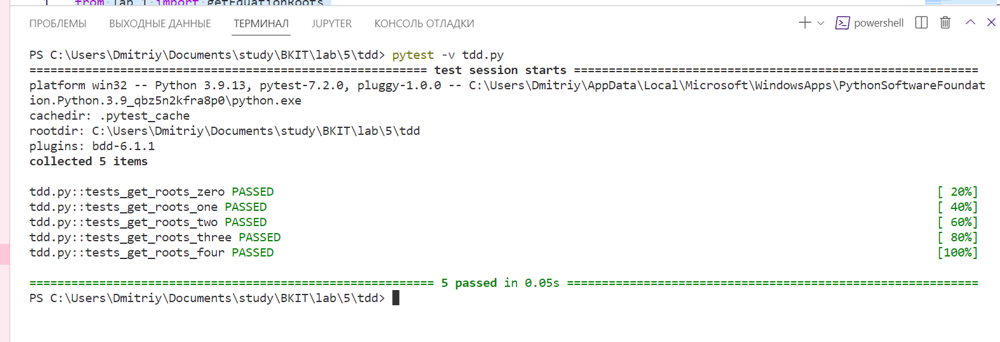 1 from lab_1 import getEquationRoots
ПРОБЛЕМЫ ВЫХОДНЫЕ ДАННЫЕ ТЕРМИНАЛ JUPYTER КОНСОЛЬ ОТЛАДКИ powershell
PS C:\Users\Dmitriy\Documents\study\BKIT\lab\5\tdd> pytest -v tdd.py
========================================================= test session starts ==========================================================
platform win32 -- Python 3.9.13, pytest-7.2.0, pluggy-1.0.0 -- C:\Users\Dmitriy\AppData\Local\Microsoft\WindowsApps\PythonSoftwareFoundat
ion.Python.3.9_qbz5n2kfra8p0\python.exe
cachedir: .pytest_cache
rootdir: C:\Users\Dmitriy\Documents\study\BKIT\lab\5\tdd
plugins: bdd-6.1.1
collected 5 items
tdd.py::tests_get_roots_zero PASSED [ 20%]
tdd.py::tests_get_roots_one PASSED [ 40%]
tdd.py::tests_get_roots_two PASSED [ 60%]
tdd.py::tests_get_roots_three PASSED [ 80%]
tdd.py::tests_get_roots_four PASSED [100%]
========================================================== 5 passed in 0.05s ===========================================================
PS C:\Users\Dmitriy\Documents\study\BKIT\lab\5\tdd>